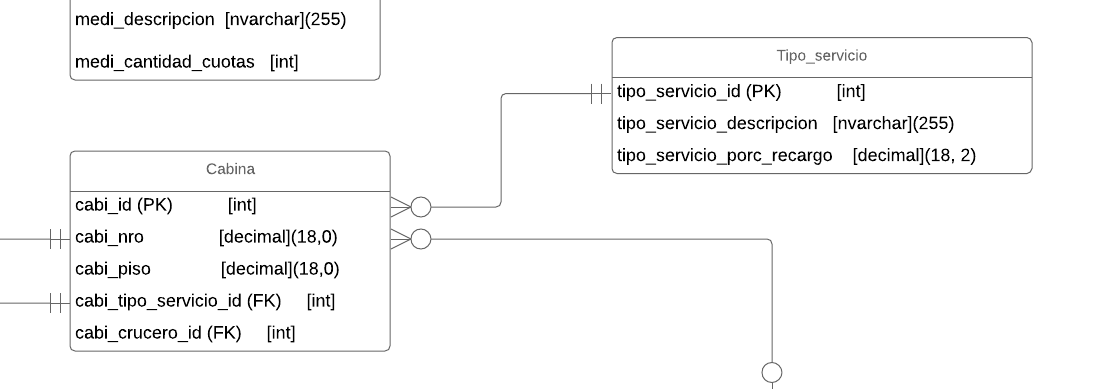 medi_descripcion [nvarchar](255)
medi_cantidad_cuotas [int]
Tipo_servicio
tipo_servicio_id (PK) [int]
tipo_servicio_descripcion [nvarchar](255)
tipo_servicio_porc_recargo [decimal](18, 2)
Cabina
cabi_id (PK) [int]
cabi_nro [decimal](18,0)
cabi_piso [decimal](18,0)
cabi_tipo_servicio_id (FK) [int]
cabi_crucero_id (FK) [int]